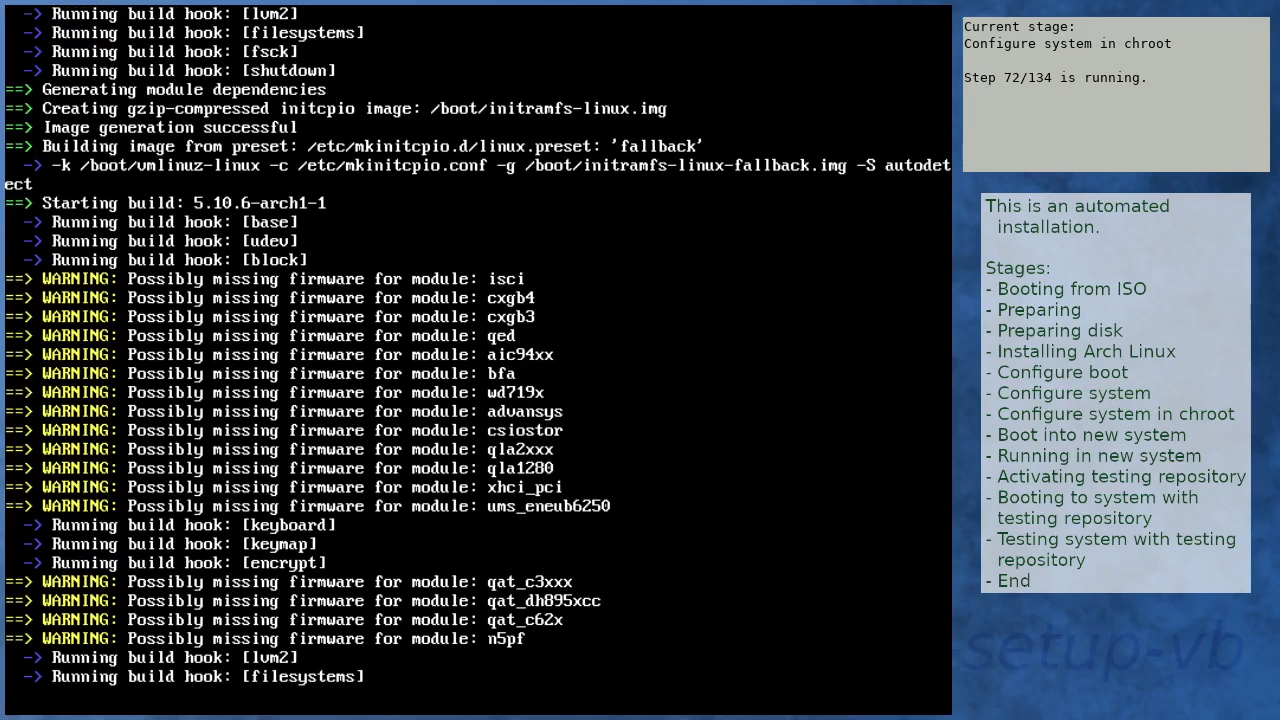 -> Running build hook: [lvm2]
-> Running build hook: [filesystems]
-> Running build hook: [fsck]
-> Running build hook: [shutdown]
==> Generating module dependencies
==> Creating gzip-compressed initcpio image: /boot/initramfs-linux.img
==> Image generation successful
==> Building image from preset: /etc/mkinitcpio.d/linux.preset: 'fallback'
-> -k /boot/vmlinuz-linux -c /etc/mkinitcpio.conf -g /boot/initramfs-linux-fallback.img -S autodet
ect
==> Starting build: 5.10.6-arch1-1
-> Running build hook: [base]
-> Running build hook: [udev]
-> Running build hook: [block]
==> WARNING: Possibly missing firmware for module: isci
==> WARNING: Possibly missing firmware for module: cxgb4
==> WARNING: Possibly missing firmware for module: cxgb3
==> WARNING: Possibly missing firmware for module: qed
==> WARNING: Possibly missing firmware for module: aic94xx
==> WARNING: Possibly missing firmware for module: bfa
==> WARNING: Possibly missing firmware for module: wd719x
==> WARNING: Possibly missing firmware for module: advansys
==> WARNING: Possibly missing firmware for module: csiostor
==> WARNING: Possibly missing firmware for module: qla2xxx
==> WARNING: Possibly missing firmware for module: qla1280
==> WARNING: Possibly missing firmware for module: xhci_pci
==> WARNING: Possibly missing firmware for module: ums_eneub6250
-> Running build hook: [keyboard]
-> Running build hook: [keymap]
-> Running build hook: [encrypt]
==> WARNING: Possibly missing firmware for module: qat_c3xxx
==> WARNING: Possibly missing firmware for module: qat_dh895xcc
==> WARNING: Possibly missing firmware for module: qat_c62x
==> WARNING: Possibly missing firmware for module: n5pf
-> Running build hook: [lvm2]
-> Running build hook: [filesystems]
Current stage:
Configure system in chroot
Step 72/134 is running.
This is an automated
installation.
Stages:
- Booting from ISO
- Preparing
- Preparing disk
- Installing Arch Linux
- Configure boot
- Configure system
- Configure system in chroot
- Boot into new system
- Running in new system
- Activating testing repository
- Booting to system with
testing repository
- Testing system with testing
repository
- End
setup-vb